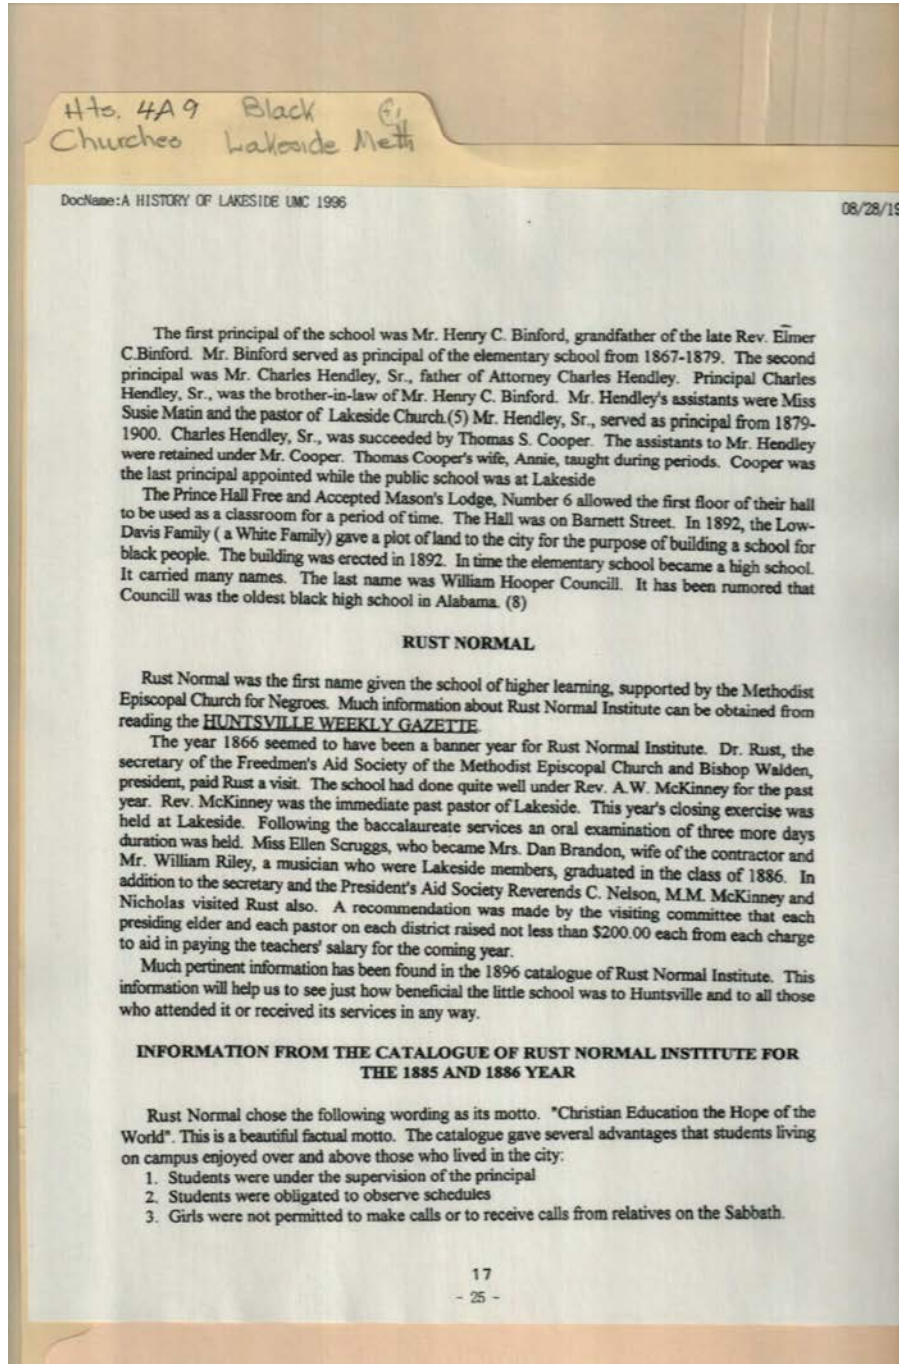 Hts. 4A9 Black
Churches Lakeside Meth
DocName:A HISTORY OF LAKESIDE UMC 1996
08/28/19
The first principal of the school was Mr. Henry C. Binford, grandfather of the late Rev. Elmer
C.Binford. Mr. Binford served as principal of the elementary school from 1867-1879. The second
principal was Mr. Charles Hendley, Sr., father of Attorney Charles Hendley. Principal Charles
Hendley, Sr., was the brother-in-law of Mr. Henry C. Binford. Mr. Hendley's assistants were Miss
Susie Matin and the pastor of Lakeside Church.(5) Mr. Hendley, Sr., served as principal from 1879-
1900. Charles Hendley, Sr., was succeeded by Thomas S. Cooper. The assistants to Mr. Hendley
were retained under Mr. Cooper. Thomas Cooper's wife, Annie, taught during periods. Cooper was
the last principal appointed while the public school was at Lakeside
The Prince Hall Free and Accepted Mason's Lodge, Number 6 allowed the first floor of their hall
to be used as a classroom for a period of time. The Hall was on Barnett Street. In 1892, the Low-
Davis Family ( a White Family) gave a plot of land to the city for the purpose of building a school for
black people. The building was erected in 1892. In time the elementary school became a high school.
It carried many names. The last name was William Hooper Councill. It has been rumored that
Councill was the oldest black high school in Alabama. (8)
RUST NORMAL
Rust Normal was the first name given the school of higher learning, supported by the Methodist
Episcopal Church for Negroes. Much information about Rust Normal Institute can be obtained from
reading the HUNTSVILLE WEEKLY GAZETTE.
The year 1866 seemed to have been a banner year for Rust Normal Institute. Dr. Rust, the
secretary of the Freedmen's Aid Society of the Methodist Episcopal Church and Bishop Walden,
president, paid Rust a visit. The school had done quite well under Rev. A.W. McKinney for the past
year. Rev. McKinney was the immediate past pastor of Lakeside. This year's closing exercise was
held at Lakeside. Following the baccalaureate services an oral examination of three more days
duration was held. Miss Ellen Scruggs, who became Mrs. Dan Brandon, wife of the contractor and
Mr. William Riley, a musician who were Lakeside members, graduated in the class of 1886. In
addition to the secretary and the President's Aid Society Reverends C. Nelson, M.M. McKinney and
Nicholas visited Rust also. A recommendation was made by the visiting committee that each
presiding elder and each pastor on each district raised not less than $200.00 each from each charge
to aid in paying the teachers' salary for the coming year.
Much pertinent information has been found in the 1896 catalogue of Rust Normal Institute. This
information will help us to see just how beneficial the little school was to Huntsville and to all those
who attended it or received its services in any way.
INFORMATION FROM THE CATALOGUE OF RUST NORMAL INSTITUTE FOR
THE 1885 AND 1886 YEAR
Rust Normal chose the following wording as its motto. "Christian Education the Hope of the
World". This is a beautiful factual motto. The catalogue gave several advantages that students living
on campus enjoyed over and above those who lived in the city:
1. Students were under the supervision of the principal
2. Students were obligated to observe schedules
3. Girls were not permitted to make calls or to receive calls from relatives on the Sabbath.
17
- 25 -